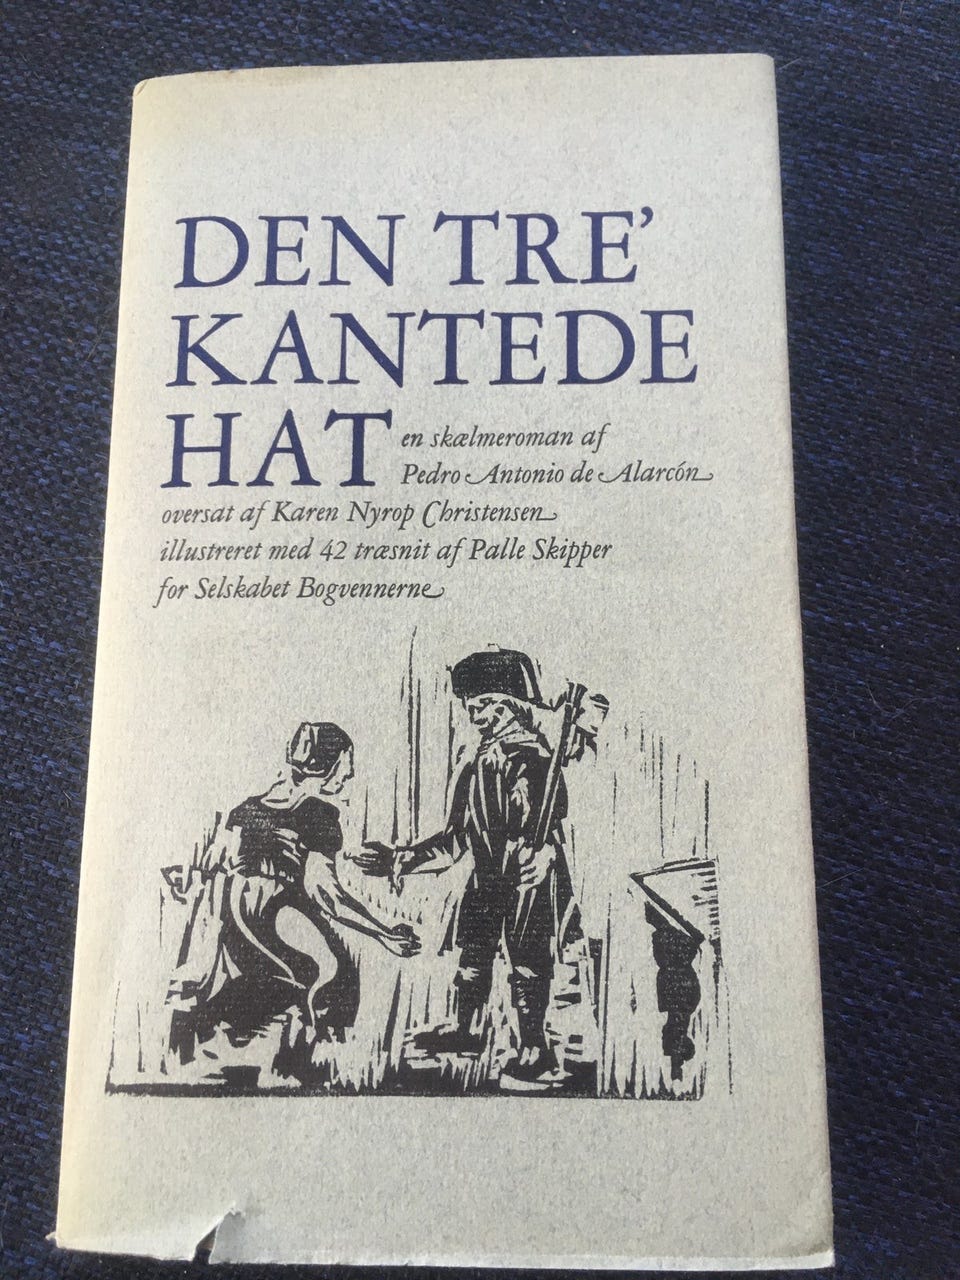 DEN TRE'
KANTEDE
HAT en skælmeroman af
Pedro Antonio de Alarcón
oversat af Karen Nyrop Christensen
illustreret med 42 træsnit af Palle Skipper
for Selskabet Bogvennerne